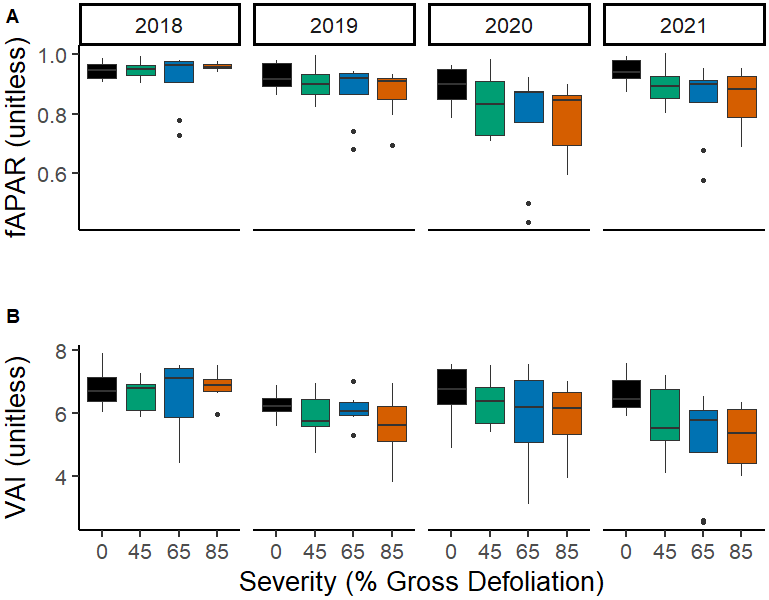 A
2018 2019 2020 2021
fAPAR (unitless)
1.0
0.8
0.6
B
VAI (unitless)
8
6
4
0 45 65 85 0 45 65 85 0 45 65 85 0 45 65 85
Severity (% Gross Defoliation)